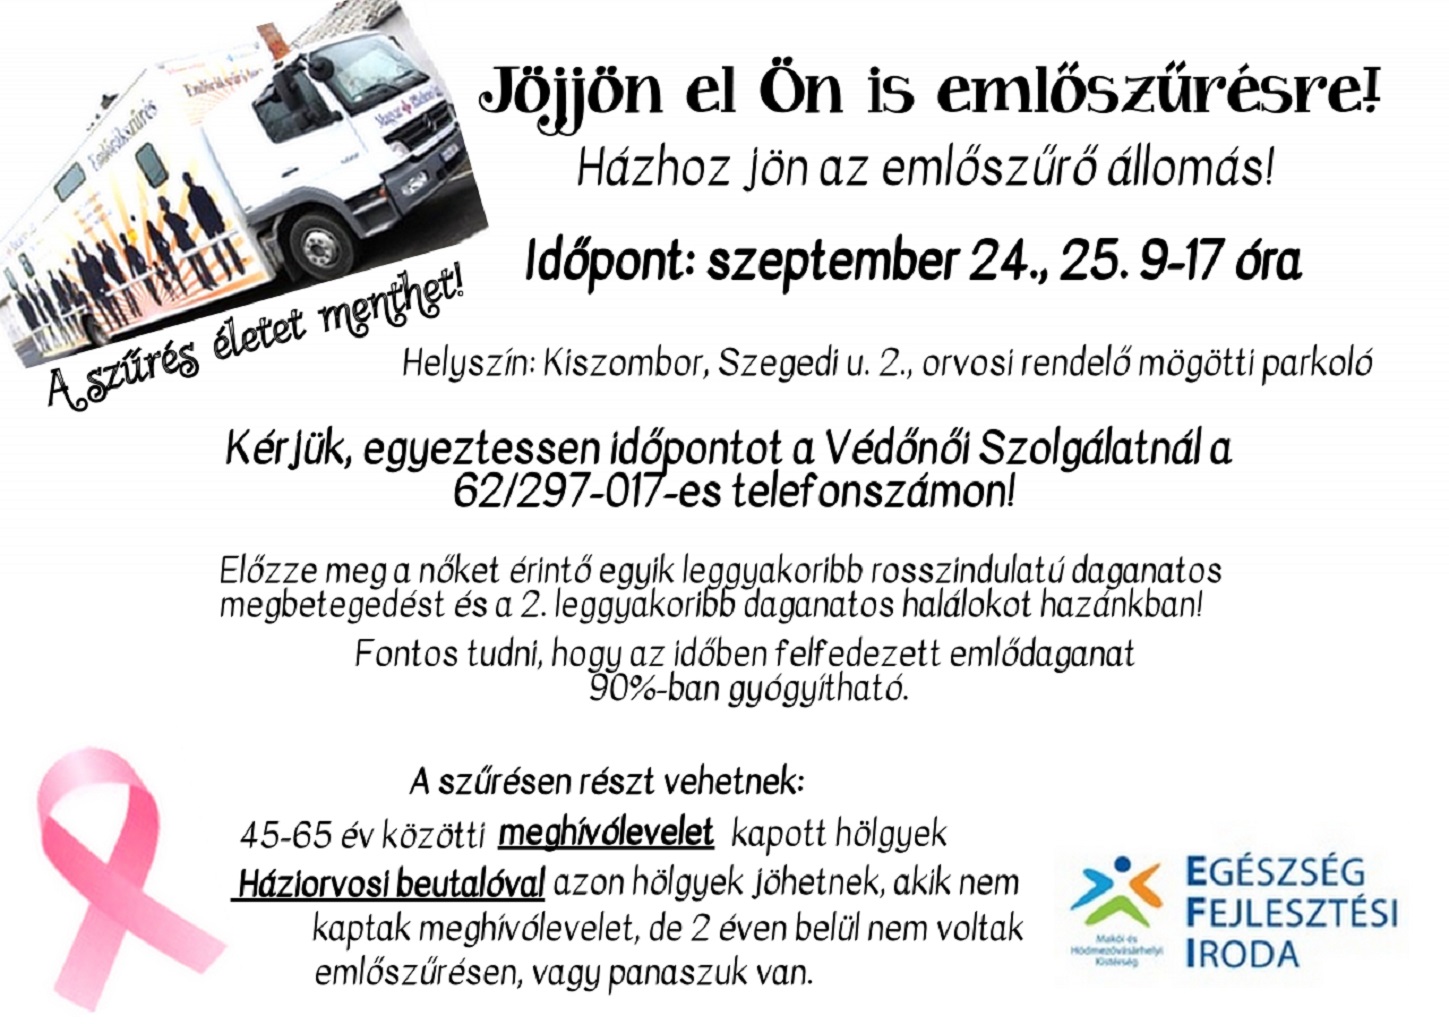 Jöjjön el Ön is emlőszűrésre!
Házhoz jön az emlőszűrő állomás!
Időpont: szeptember 24., 25. 9-17 óra
A szűrés életet menthet!
Helyszín: Kiszombor, Szegedi u. 2., orvosi rendelő mögötti parkoló
Kérjük, egyeztessen időpontot a Védőnői Szolgálatnál a
62/297-017-es telefonszámon!
Előzze meg a nőket érintő egyik leggyakoribb rosszindulatú daganatos
megbetegedést és a 2. leggyakoribb daganatos halálokot hazánkban!
Fontos tudni, hogy az időben felfedezett emlődaganat
90%-ban gyógyítható.
A szűrésen részt vehetnek:
45-65 év közötti meghívólevelet kapott hölgyek
Háziorvosi beutalóval azon hölgyek jöhetnek, akik nem
kaptak meghívólevelet, de 2 éven belül nem voltak
emlőszűrésen, vagy panaszuk van.
Makói és
Hódmezővásárhelyi
Kistérség
EGÉSZSÉG
FEJLESZTÉSI
IRODA